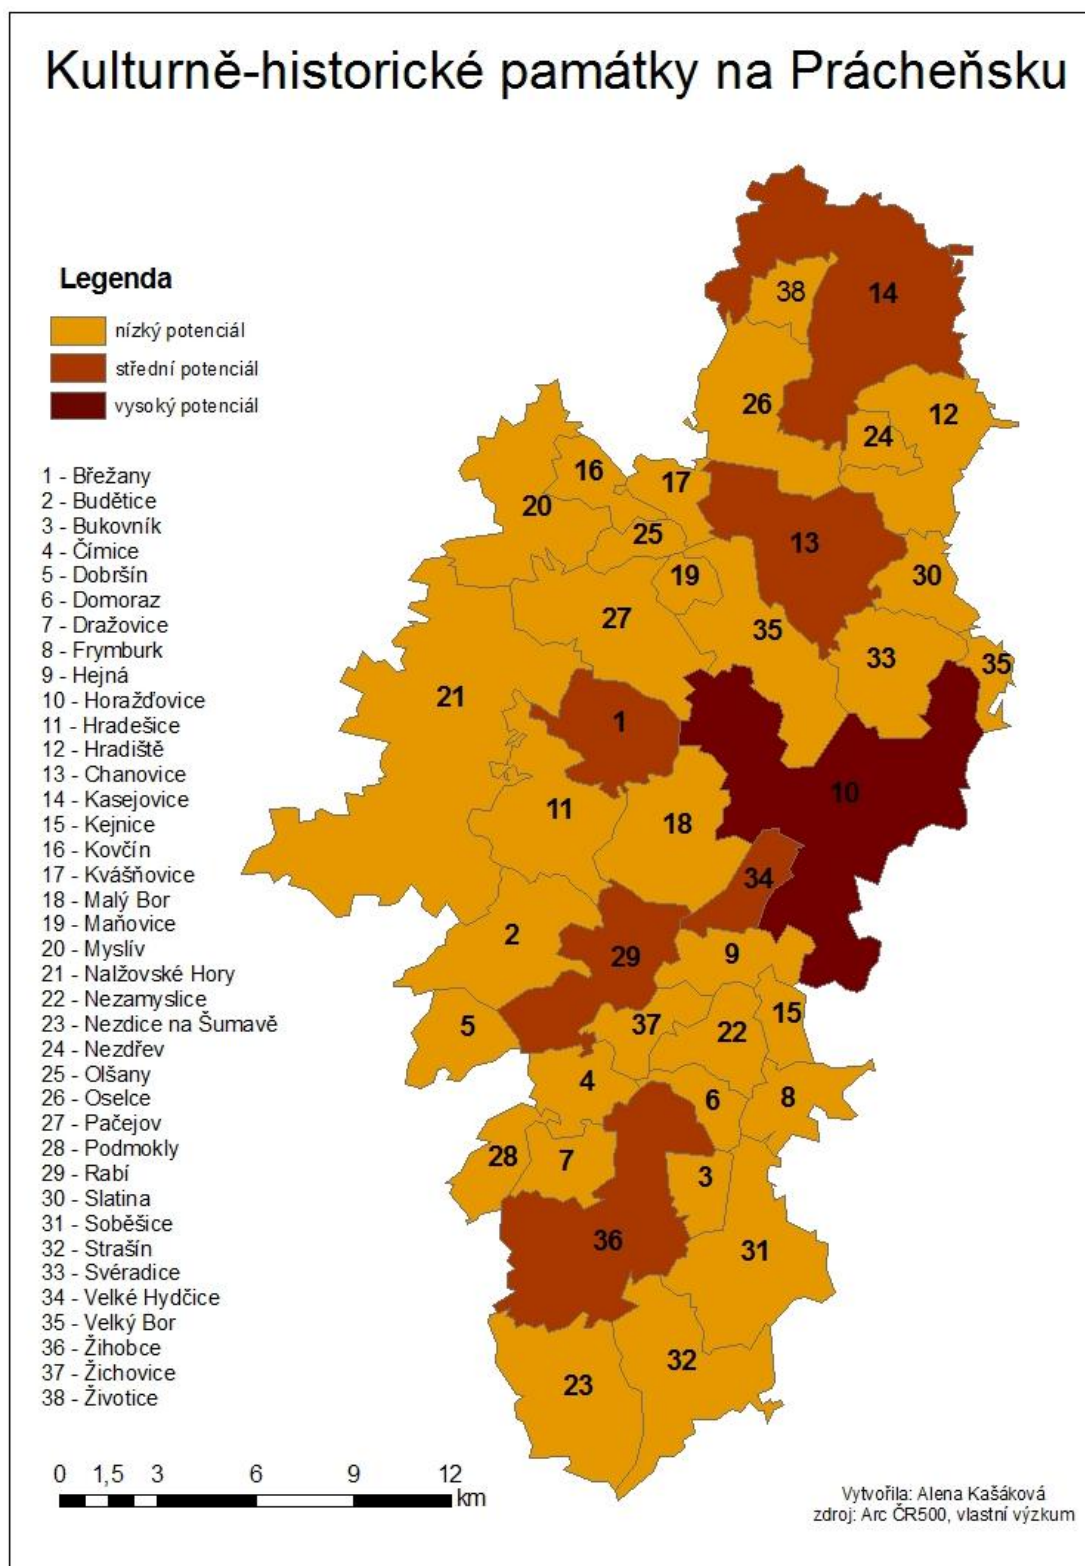 Kulturně-historické památky na Prácheňsku
Legenda
nízký potenciál
střední potenciál
vysoký potenciál
1 - Břežany
2 - Budětice
3 - Bukovník
4 - Čímice
5 - Dobršín
6 - Domoraz
7 - Dražovice
8 - Frymburk
9 - Hejná
10 - Horažďovice
11 - Hradešice
12 - Hradiště
13 - Chanovice
14 - Kasejovice
15 - Kejnice
16 - Kovčín
17 - Kvášňovice
18 - Malý Bor
19 - Maňovice
20 - Myslív
21 - Nalžovské Hory
22 - Nezamyslice
23 - Nezdice na Šumavě
24 - Nezdřev
25 - Olšany
26 - Oselce
27 - Pačejov
28 - Podmokly
29 - Rabí
30 - Slatina
31 - Soběšice
32 - Strašín
33 - Svéradice
34 - Velké Hydčice
35 - Velký Bor
36 - Žihobce
37 - Žichovice
38 - Životice
38
14
26
12
24
16
17
20
25
13
19
30
27
35
33
35
21
1
10
11
18
34
2
29
9
5
37
22
15
4
6
8
28
7
3
36
31
32
23
0 1,5 3 6 9 12
km
Vytvořila: Alena Kašáková
zdroj: Arc ČR500, vlastní výzkum